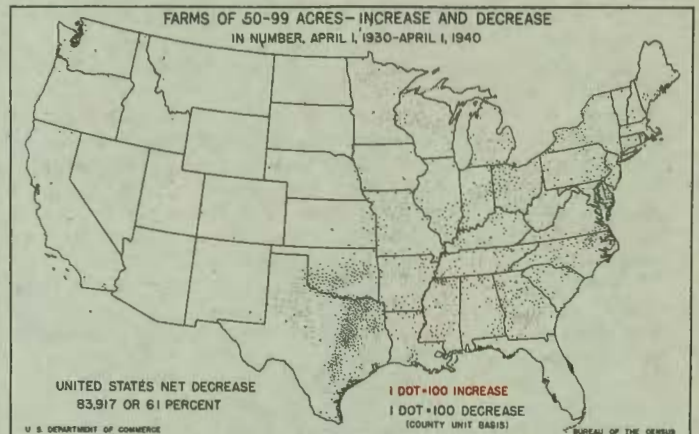 FARMS OF 50-99 ACRES—INCREASE AND DECREASE
IN NUMBER, APRIL 1, 1930-APRIL 1, 1940
UNITED STATES NET DECREASE
83,917 OR 61 PERCENT
1 DOT=100 INCREASE
1 DOT=100 DECREASE
(COUNTY UNIT BASIS)
U S. DEPARTMENT OF COMMERCE
BUREAU OF THE CENSUS